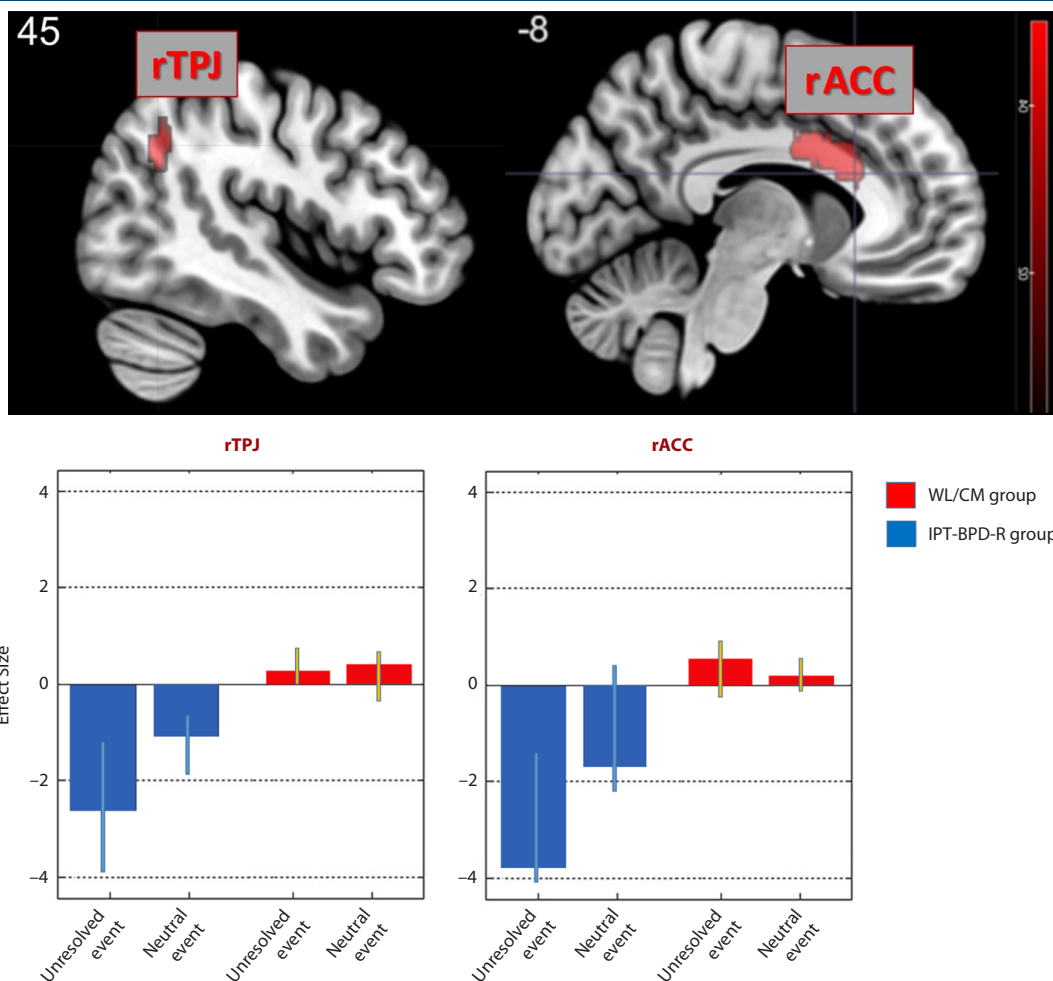 45
-8
rTPJ
rACC
rTPJ
rACC
4
2
0
−2
−4
Effect Size
Unresolved
event
Neutral
event
Unresolved
event
Neutral
event
4
2
0
−2
−4
Unresolved
event
Neutral
event
Unresolved
event
Neutral
event
WL/CM group
IPT-BPD-R group